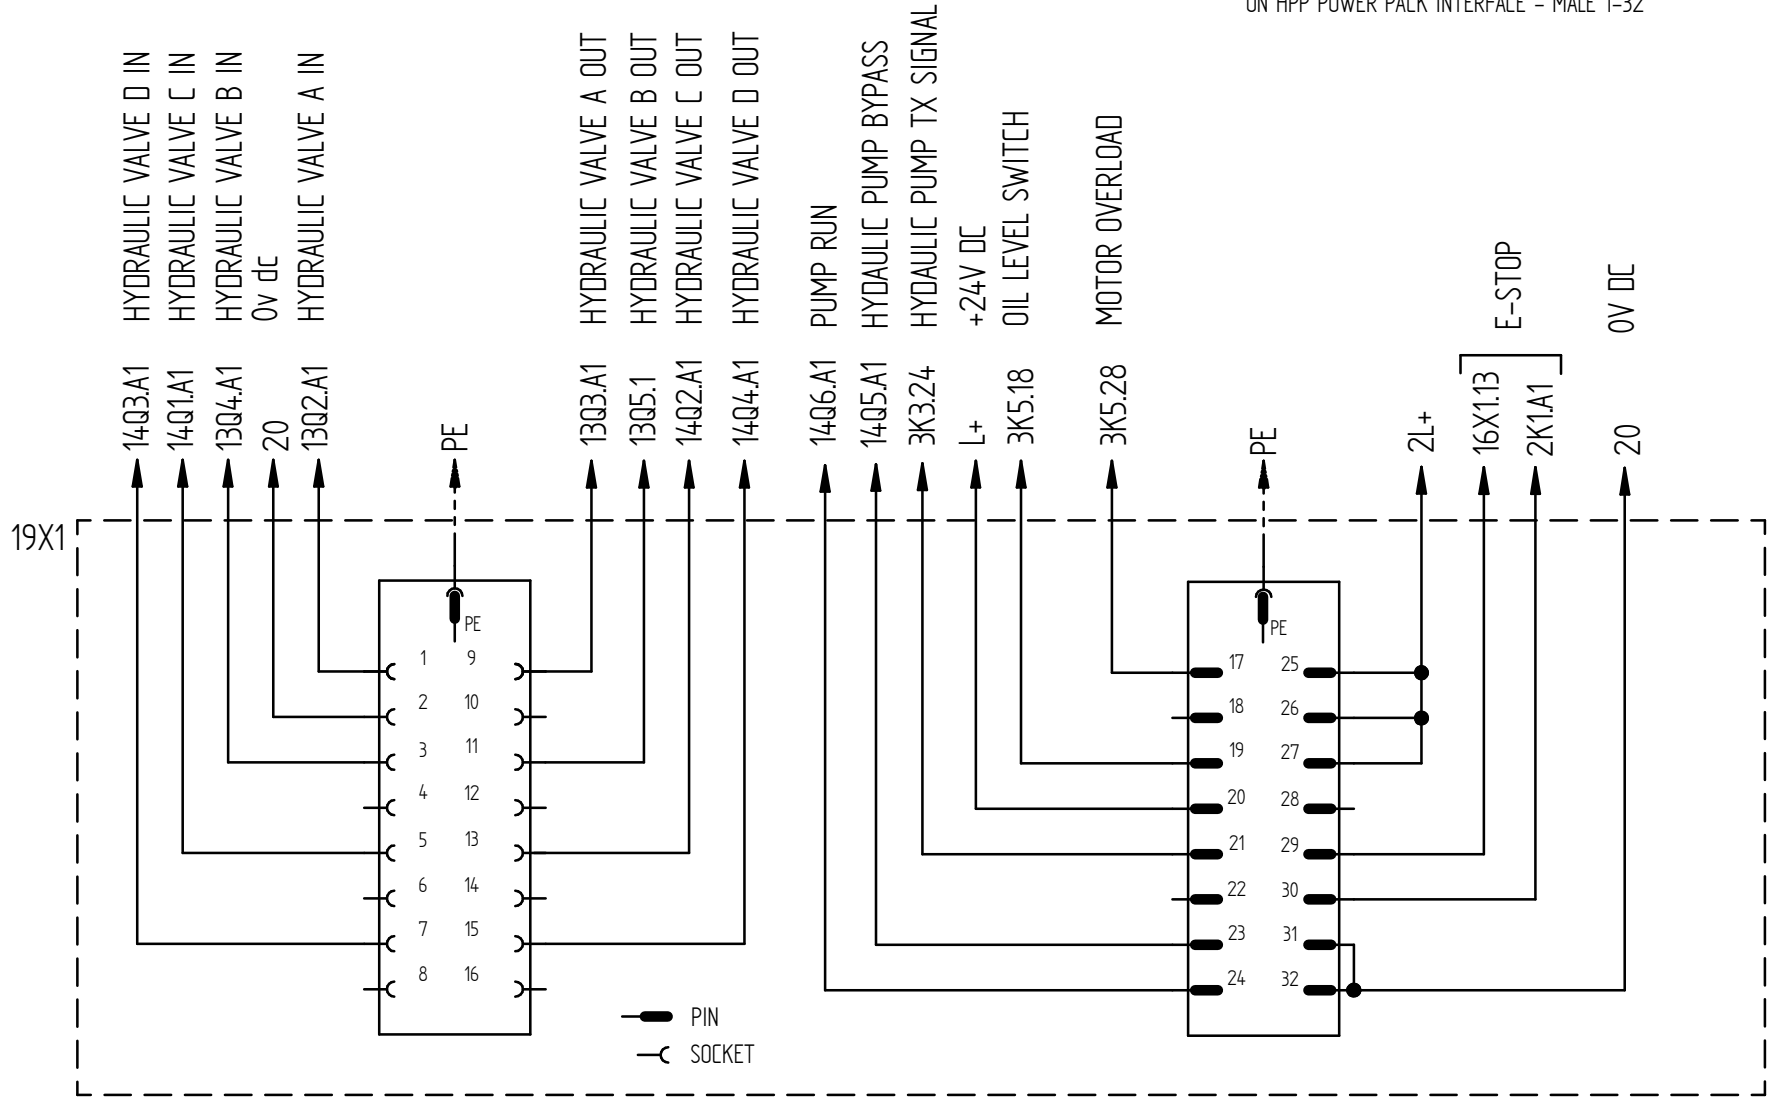 ON HPP POWER PACK INTERFACE - MALE 1-32
HYDRAULIC VALVE D IN
HYDRAULIC VALVE C IN
HYDRAULIC VALVE B IN
0v dc
HYDRAULIC VALVE A IN
HYDRAULIC VALVE A OUT
HYDRAULIC VALVE B OUT
HYDRAULIC VALVE C OUT
HYDRAULIC VALVE D OUT
PUMP RUN
HYDAULIC PUMP BYPASS
HYDAULIC PUMP TX SIGNAL
+24V DC
OIL LEVEL SWITCH
MOTOR OVERLOAD
E-STOP
0V DC
14Q3.A1
14Q1.A1
13Q4.A1
20
13Q2.A1
PE
13Q3.A1
13Q5.1
14Q2.A1
14Q4.A1
14Q6.A1
14Q5.A1
3K3.24
L+
3K5.18
3K5.28
PE
2L+
16X1.13
2K1.A1
20
19X1
PE
1 9
2 10
3 11
4 12
5 13
6 14
7 15
8 16
PE
17 25
18 26
19 27
20 28
21 29
22 30
23 31
24 32
PIN
SOCKET